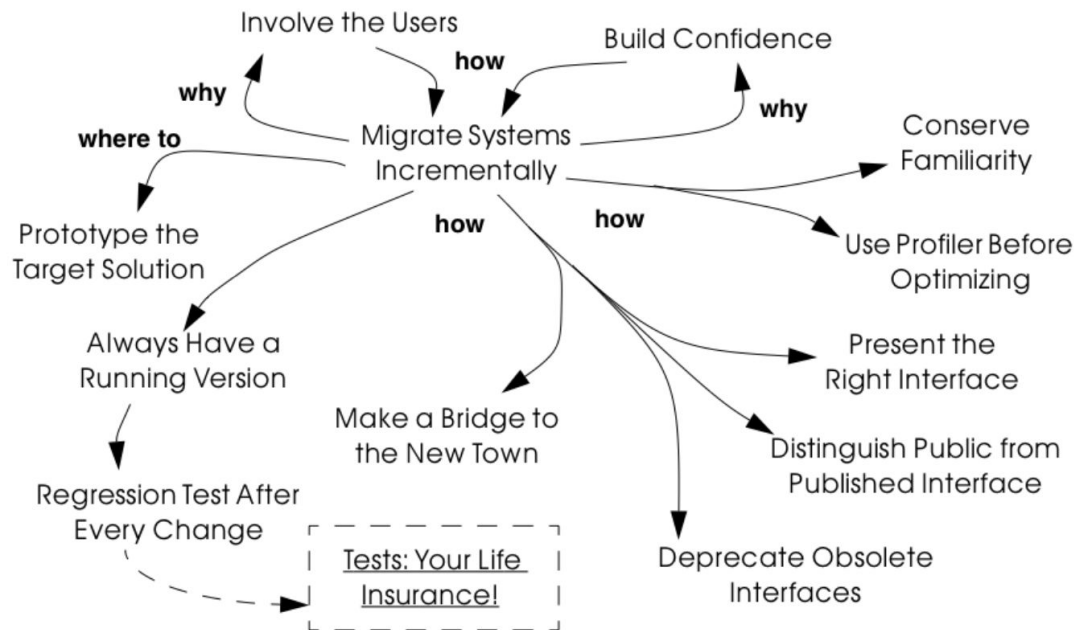 Involve the Users
Build Confidence
how
why
why
where to
Migrate Systems
Incrementally
Conserve
Familiarity
how
how
Prototype the
Target Solution
Use Profiler Before
Optimizing
Always Have a
Running Version
Present the
Right Interface
Make a Bridge to
the New Town
Distinguish Public from
Published Interface
Regression Test After
Every Change
Tests: Your Life
Insurance!
Deprecate Obsolete
Interfaces